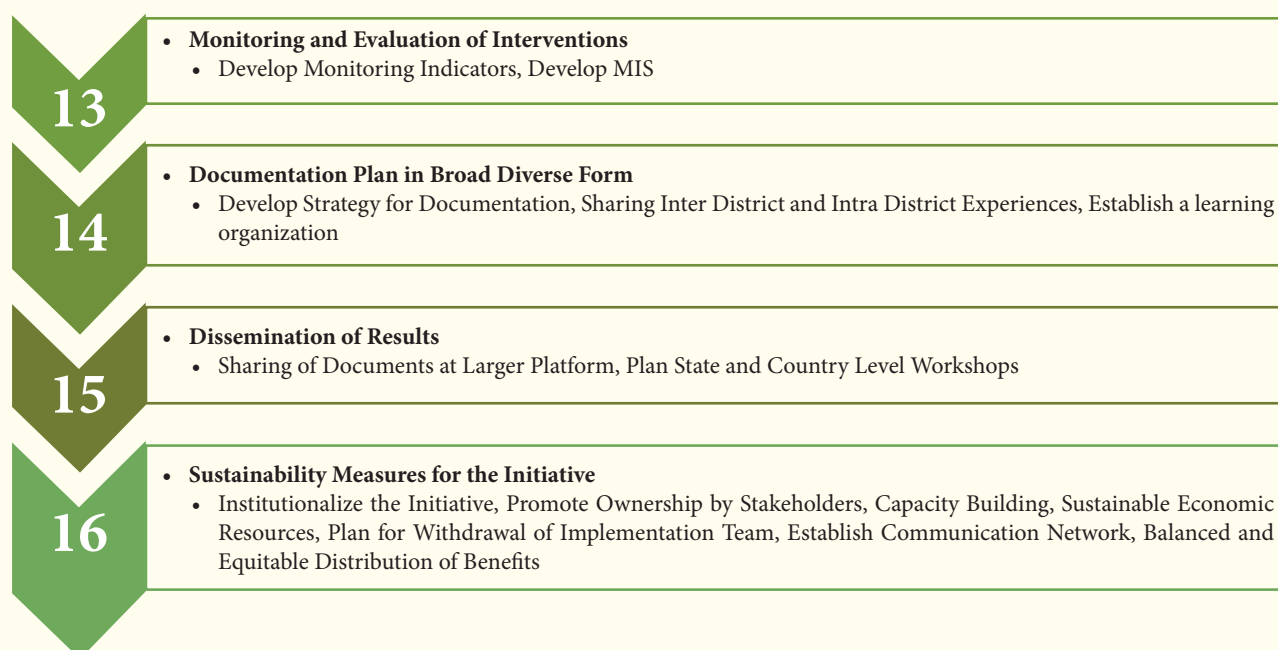 13
• Monitoring and Evaluation of Interventions
• Develop Monitoring Indicators, Develop MIS
14
• Documentation Plan in Broad Diverse Form
• Develop Strategy for Documentation, Sharing Inter District and Intra District Experiences, Establish a learning
organization
15
• Dissemination of Results
• Sharing of Documents at Larger Platform, Plan State and Country Level Workshops
16
• Sustainability Measures for the Initiative
• Institutionalize the Initiative, Promote Ownership by Stakeholders, Capacity Building, Sustainable Economic
Resources, Plan for Withdrawal of Implementation Team, Establish Communication Network, Balanced and
Equitable Distribution of Benefits